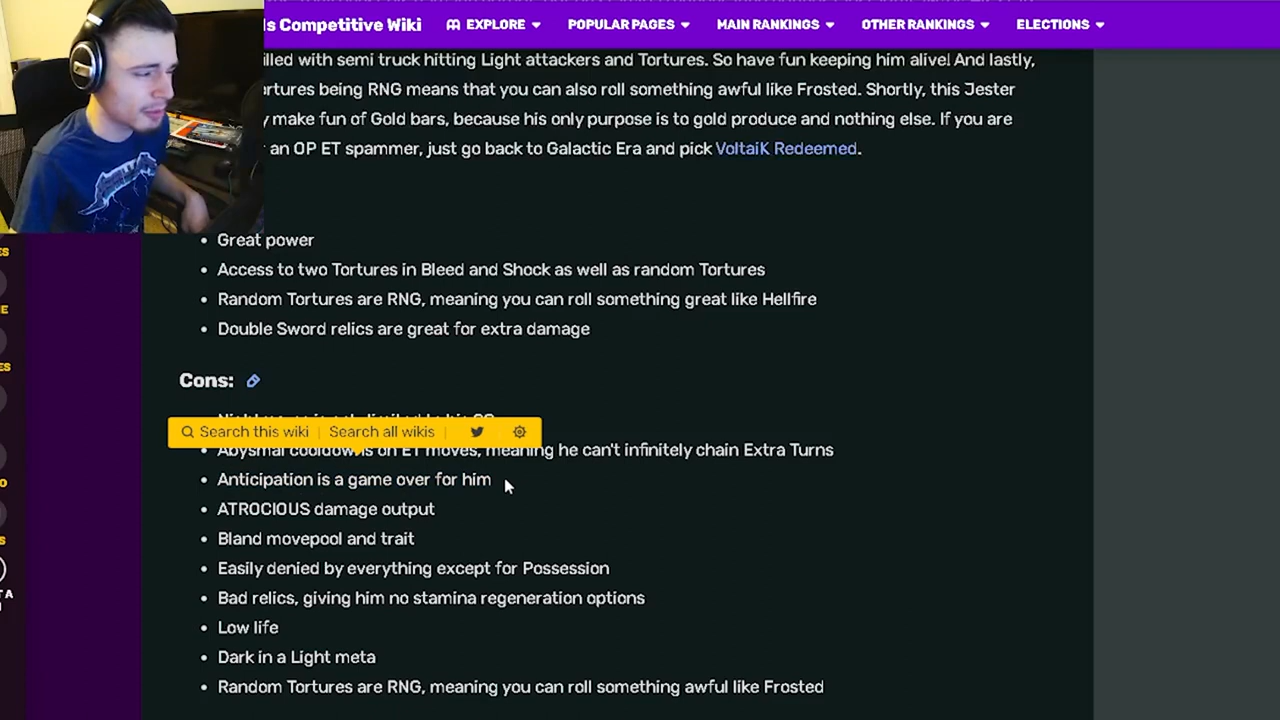 ls Competitive Wiki EXPLORE POPULAR PAGES MAIN RANKINGS OTHER RANKINGS ELECTIONS
illed with semi truck hitting Light attackers and Tortures. So have fun keeping him alive! And lastly,
ortures being RNG means that you can also roll something awful like Frosted. Shortly, this Jester
y make fun of Gold bars, because his only purpose is to gold produce and nothing else. If you are
an OP ET spammer, just go back to Galactic Era and pick VoltaiK Redeemed.
• Great power
• Access to two Tortures in Bleed and Shock as well as random Tortures
• Random Tortures are RNG, meaning you can roll something great like Hellfire
• Double Sword relics are great for extra damage
Cons:
Search this wiki | Search all wikis
• Abysmal cooldowns on ET moves, meaning he can't infinitely chain Extra Turns
• Anticipation is a game over for him
• ATROCIOUS damage output
• Bland movepool and trait
• Easily denied by everything except for Possession
• Bad relics, giving him no stamina regeneration options
• Low life
• Dark in a Light meta
• Random Tortures are RNG, meaning you can roll something awful like Frosted